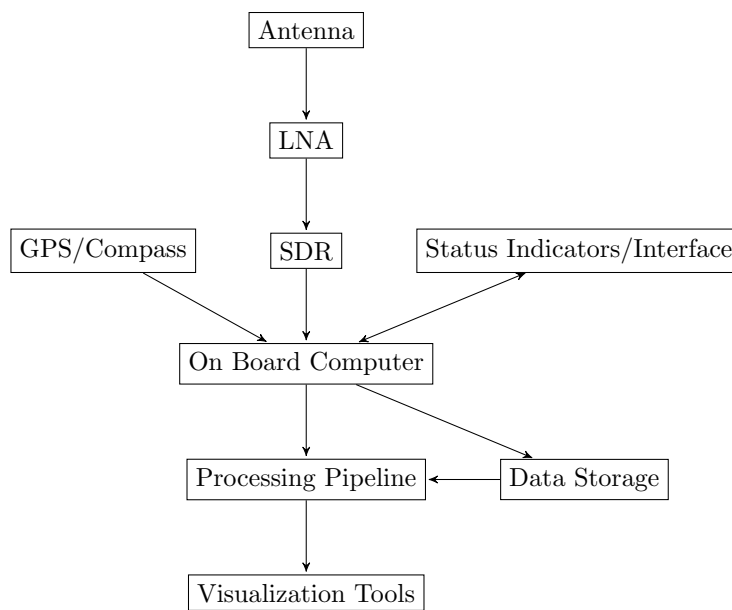 Antenna
LNA
GPS/Compass
SDR
Status Indicators/Interface
On Board Computer
Processing Pipeline
Data Storage
Visualization Tools